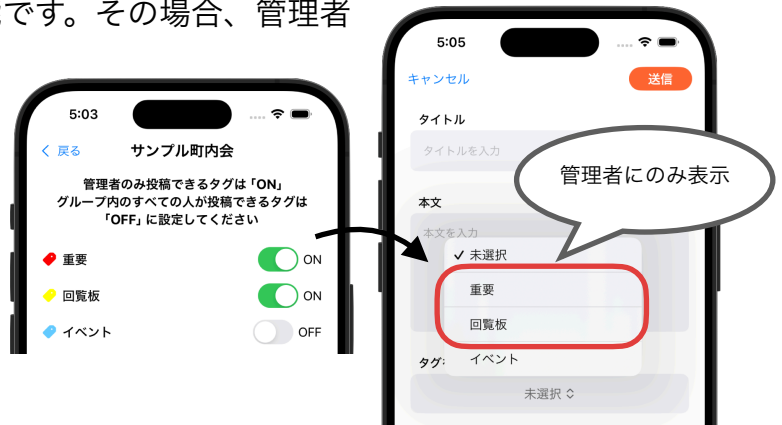 です。その場合、管理者
5:03
戻る
サンプル町内会
管理者のみ投稿できるタグは「ON」
グループ内のすべての人が投稿できるタグは
「OFF」に設定してください
重要
ON
回覧板
ON
イベント
OFF
5:05
キャンセル
送信
タイトル
タイトルを入力
管理者にのみ表示
本文
本文を入力
✓ 未選択
重要
回覧板
イベント
タグ:
未選択